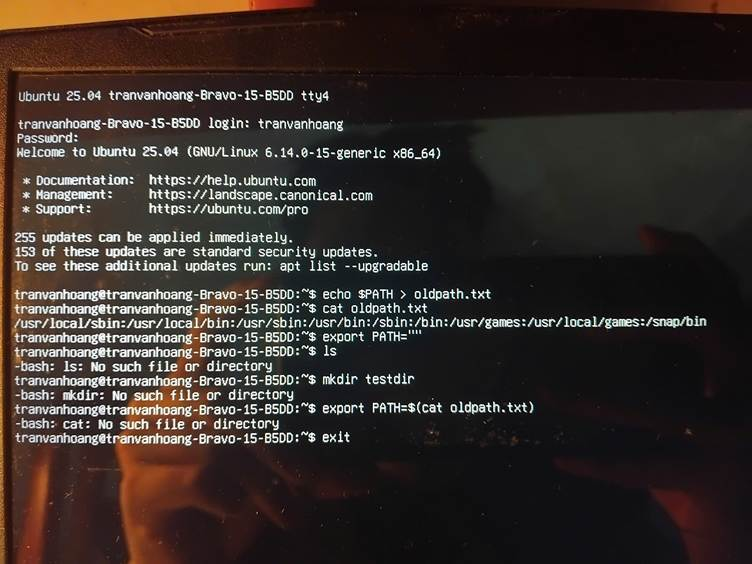 Ubuntu 25.04 tranvanhoang-Bravo-15-B5DD tty4
tranvanhoang-Bravo-15-B5DD login: tranvanhoang
Password:
Welcome to Ubuntu 25.04 (GNU/Linux 6.14.0-15-generic x86_64)
* Documentation: https://help.ubuntu.com
* Management: https://landscape.canonical.com
* Support: https://ubuntu.com/pro
255 updates can be applied immediately.
153 of these updates are standard security updates.
To see these additional updates run: apt list --upgradable
tranvanhoang@tranvanhoang-Bravo-15-B5DD:~$ echo $PATH > oldpath.txt
tranvanhoang@tranvanhoang-Bravo-15-B5DD:~$ cat oldpath.txt
/usr/local/sbin:/usr/local/bin:/usr/sbin:/usr/bin:/sbin:/bin:/usr/games:/usr/local/games:/snap/bin
tranvanhoang@tranvanhoang-Bravo-15-B5DD:~$ export PATH=""
tranvanhoang@tranvanhoang-Bravo-15-B5DD:~$ ls
-bash: ls: No such file or directory
tranvanhoang@tranvanhoang-Bravo-15-B5DD:~$ mkdir testdir
-bash: mkdir: No such file or directory
tranvanhoang@tranvanhoang-Bravo-15-B5DD:~$ export PATH=$(cat oldpath.txt)
-bash: cat: No such file or directory
tranvanhoang@tranvanhoang-Bravo-15-B5DD:~$ exit